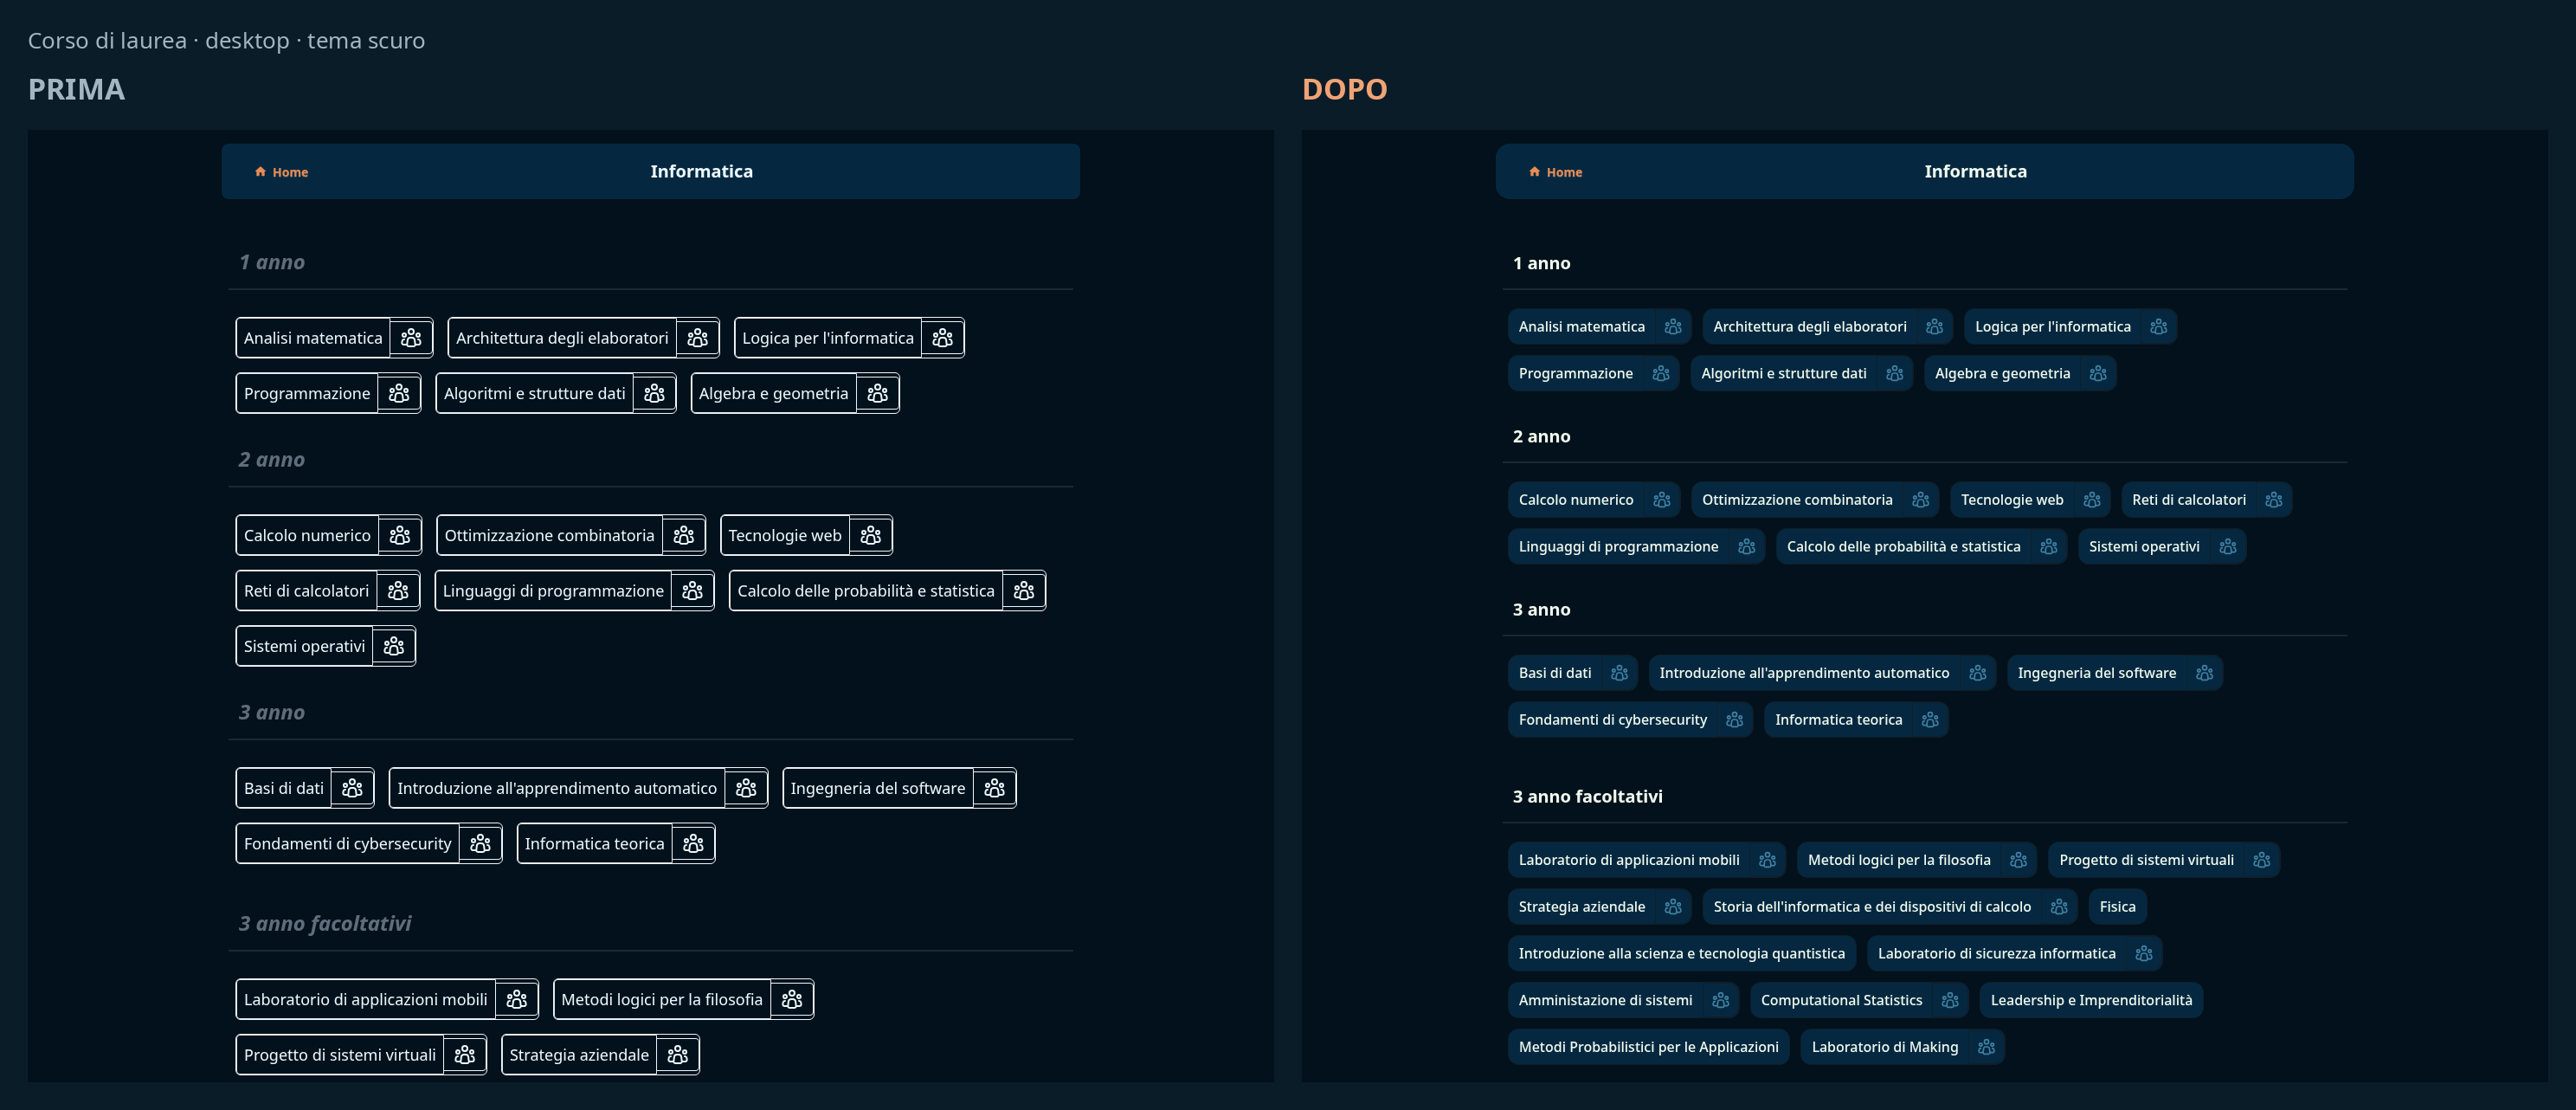 Corso di laurea · desktop · tema scuro
PRIMA
Home
Informatica
1 anno
Analisi matematica
Architettura degli elaboratori
Logica per l'informatica
Programmazione
Algoritmi e strutture dati
Algebra e geometria
2 anno
Calcolo numerico
Ottimizzazione combinatoria
Tecnologie web
Reti di calcolatori
Linguaggi di programmazione
Calcolo delle probabilità e statistica
Sistemi operativi
3 anno
Basi di dati
Introduzione all'apprendimento automatico
Ingegneria del software
Fondamenti di cybersecurity
Informatica teorica
3 anno facoltativi
Laboratorio di applicazioni mobili
Metodi logici per la filosofia
Progetto di sistemi virtuali
Strategia aziendale
DOPO
Home
Informatica
1 anno
Analisi matematica
Architettura degli elaboratori
Logica per l'informatica
Programmazione
Algoritmi e strutture dati
Algebra e geometria
2 anno
Calcolo numerico
Ottimizzazione combinatoria
Tecnologie web
Reti di calcolatori
Linguaggi di programmazione
Calcolo delle probabilità e statistica
Sistemi operativi
3 anno
Basi di dati
Introduzione all'apprendimento automatico
Ingegneria del software
Fondamenti di cybersecurity
Informatica teorica
3 anno facoltativi
Laboratorio di applicazioni mobili
Metodi logici per la filosofia
Progetto di sistemi virtuali
Strategia aziendale
Storia dell'informatica e dei dispositivi di calcolo
Fisica
Introduzione alla scienza e tecnologia quantistica
Laboratorio di sicurezza informatica
Amministazione di sistemi
Computational Statistics
Leadership e Imprenditorialità
Metodi Probabilistici per le Applicazioni
Laboratorio di Making